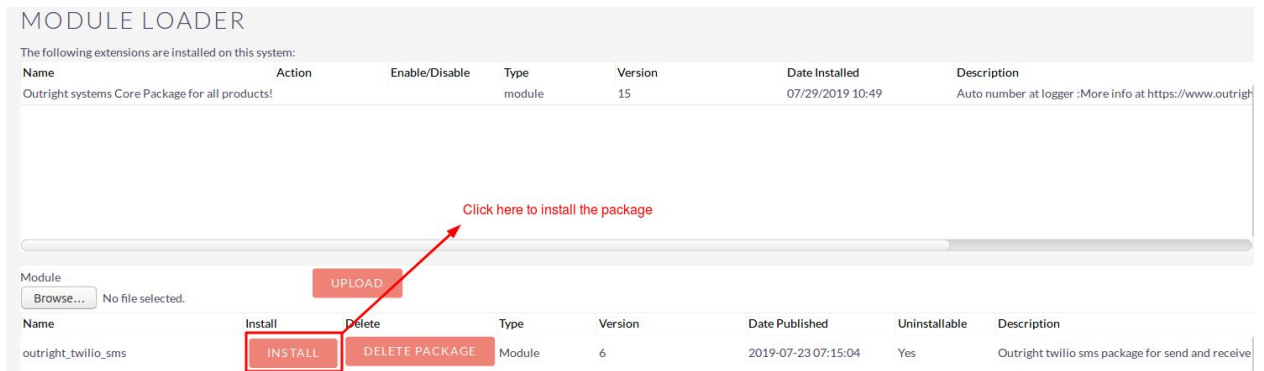 MODULE LOADER
The following extensions are installed on this system:
Name Action Enable/Disable Type Version Date Installed Description
Outright systems Core Package for all products! module 15 07/29/2019 10:49 Auto number at logger :More info at https://www.outrigh
Click here to install the package
Module
UPLOAD
Browse... No file selected.
Name Install Delete Type Version Date Published Uninstallable Description
outright_twilio_sms INSTALL DELETE PACKAGE Module 6 2019-07-23 07:15:04 Yes Outright twilio sms package for send and receive